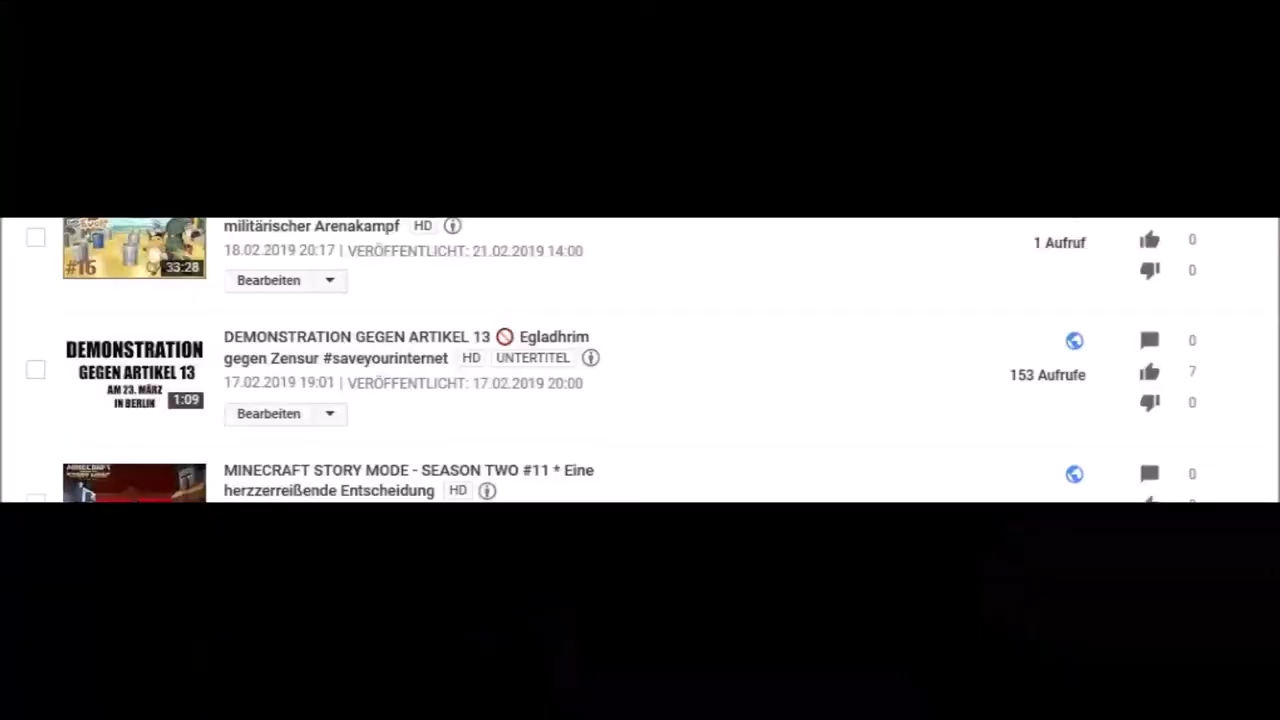 militärischer Arenakampf HD
18.02.2019 20:17 | VERÖFFENTLICHT: 21.02.2019 14:00
#16 33:28
Bearbeiten
1 Aufruf
0
0
DEMONSTRATION
GEGEN ARTIKEL 13
AM 23. MÄRZ
IN BERLIN
1:09
DEMONSTRATION GEGEN ARTIKEL 13 🚫 Egladhrim
gegen Zensur #saveyourinternet HD UNTERTITEL
17.02.2019 19:01 | VERÖFFENTLICHT: 17.02.2019 20:00
Bearbeiten
153 Aufrufe
0
7
0
MINECRAFT
MINECRAFT STORY MODE - SEASON TWO #11 * Eine
herzzerreißende Entscheidung HD
0